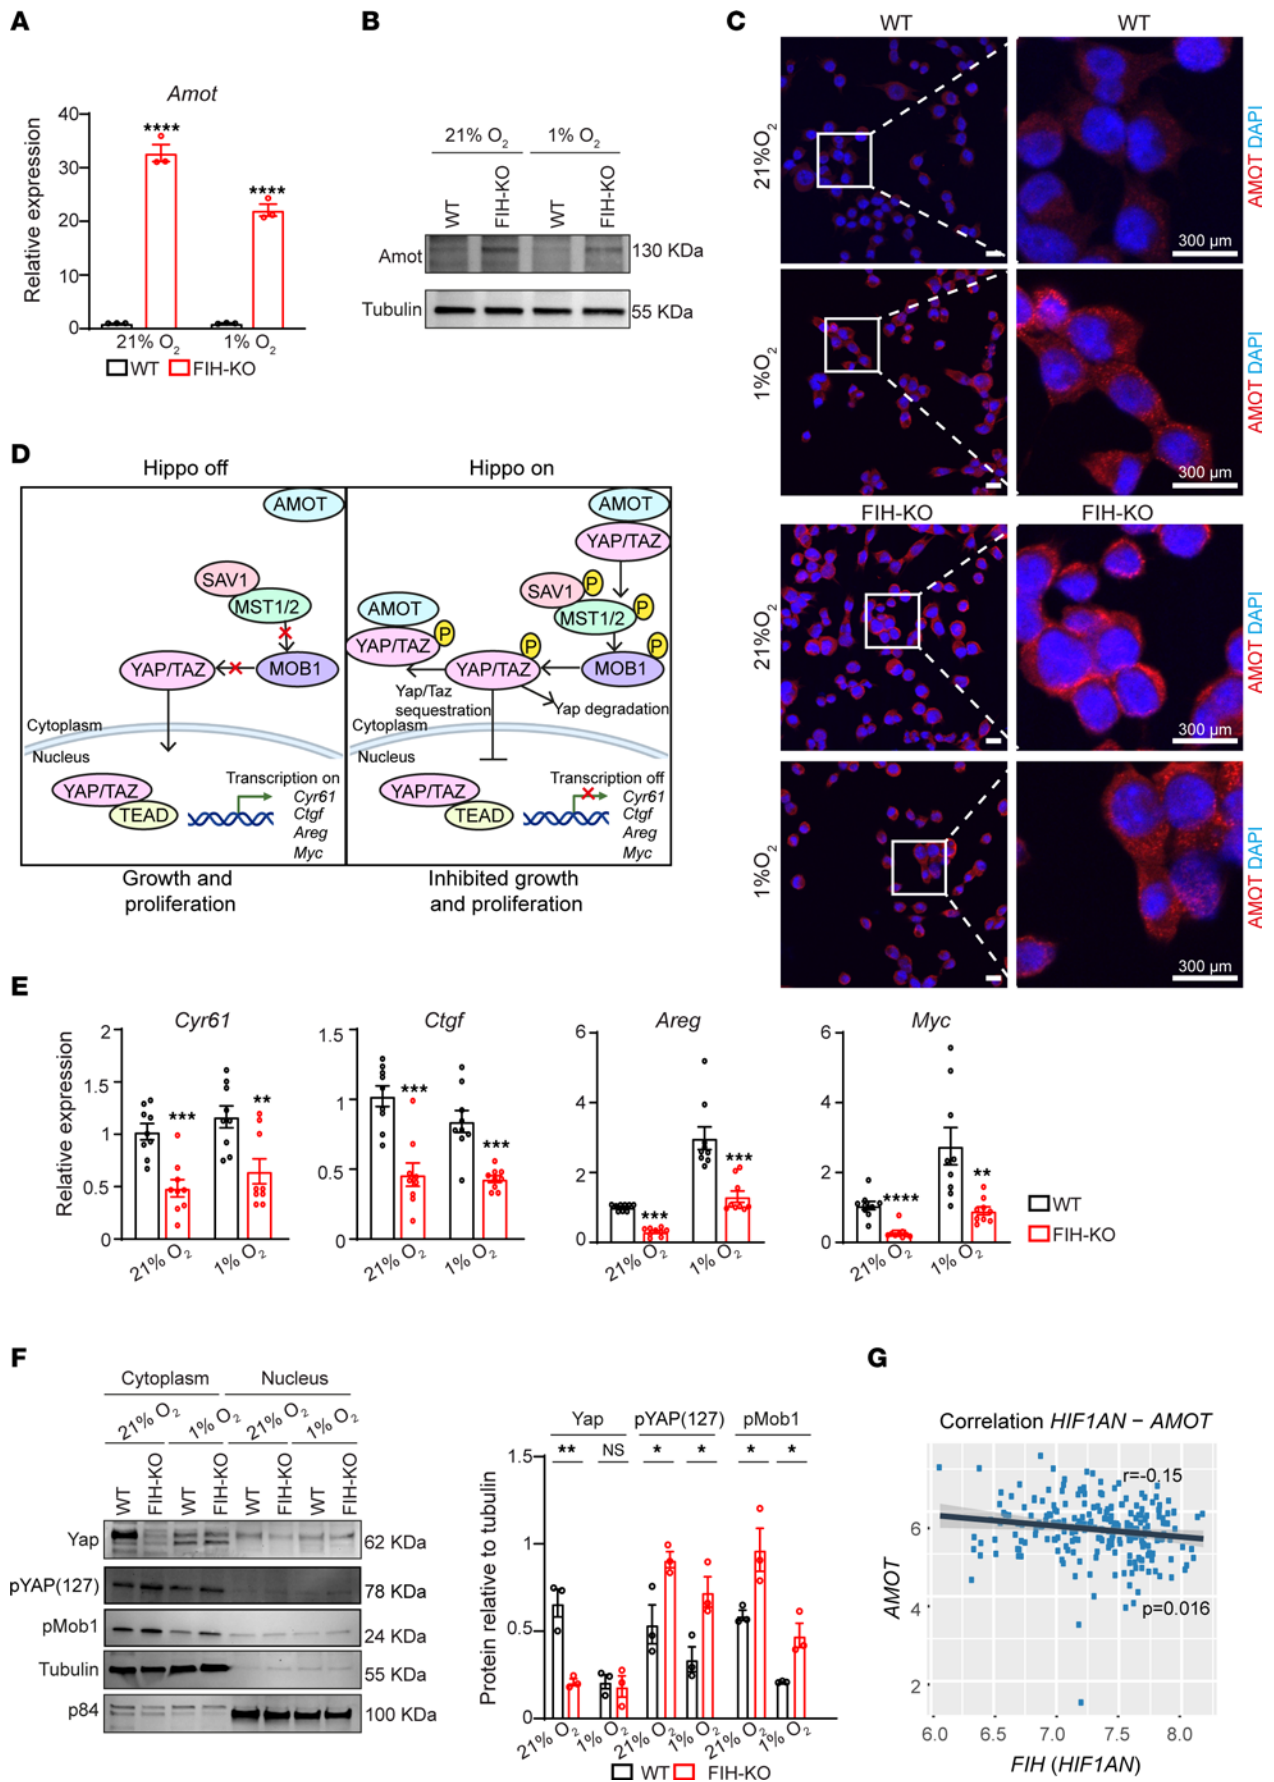 A
Amot
Relative expression
40
30
20
10
0
****
****
21% O2
1% O2
WT
FIH-KO
B
21% O2
1% O2
WT
FIH-KO
WT
FIH-KO
Amot
130 KDa
Tubulin
55 KDa
C
WT
WT
21%O2
300 µm
AMOT DAPI
1%O2
300 µm
AMOT DAPI
FIH-KO
FIH-KO
21%O2
300 µm
AMOT DAPI
1%O2
300 µm
AMOT DAPI
D
Hippo off
Hippo on
AMOT
SAV1
MST1/2
YAP/TAZ
MOB1
Cytoplasm
Nucleus
YAP/TAZ
TEAD
Transcription on
Cyr61
Ctgf
Areg
Myc
Growth and
proliferation
AMOT
YAP/TAZ
SAV1
P
MST1/2
P
AMOT
YAP/TAZ
P
YAP/TAZ
P
MOB1
P
Yap/Taz
sequestration
Yap degradation
Cytoplasm
Nucleus
YAP/TAZ
TEAD
Transcription off
Cyr61
Ctgf
Areg
Myc
Inhibited growth
and proliferation
E
Relative expression
Cyr61
2
1.5
1
0.5
0
***
**
21% O2
1% O2
Ctgf
1.5
1
0.5
0
***
***
21% O2
1% O2
Areg
6
4
2
0
***
***
21% O2
1% O2
Myc
6
4
2
0
****
**
21% O2
1% O2
WT
FIH-KO
F
Cytoplasm
Nucleus
21% O2
1% O2
21% O2
1% O2
WT
FIH-KO
WT
FIH-KO
WT
FIH-KO
WT
FIH-KO
Yap
62 KDa
pYAP(127)
78 KDa
pMob1
24 KDa
Tubulin
55 KDa
p84
100 KDa
Protein relative to tubulin
Yap
pYAP(127)
pMob1
1.5
1
0.5
0
**
NS
*
*
*
*
21% O2
1% O2
21% O2
1% O2
21% O2
1% O2
WT
FIH-KO
G
Correlation HIF1AN − AMOT
r=-0.15
p=0.016
AMOT
6
4
2
6.0
6.5
7.0
7.5
8.0
FIH (HIF1AN)